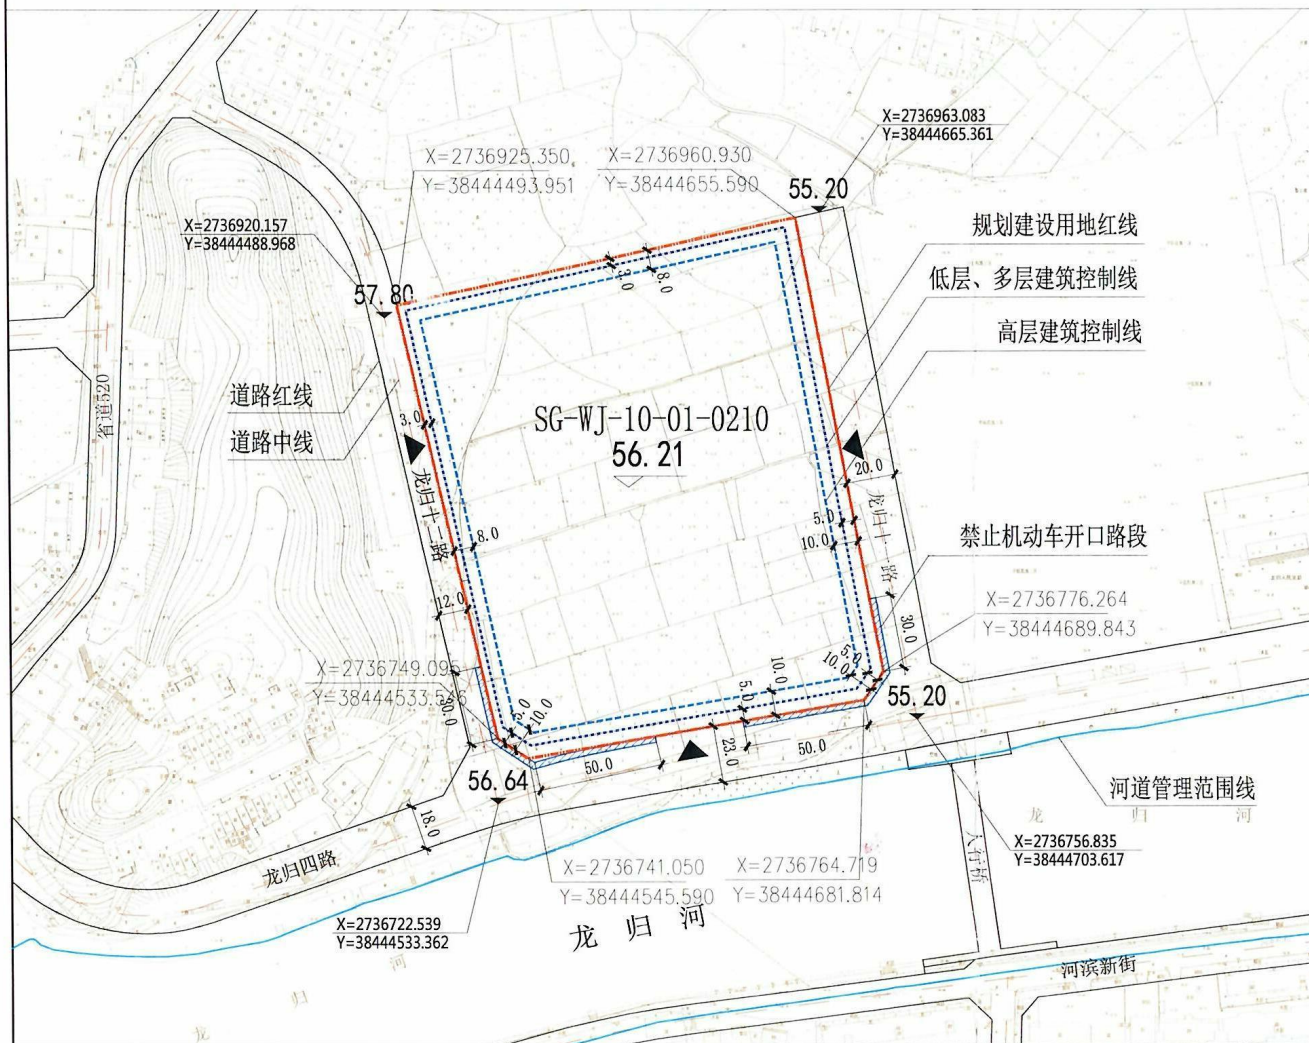 X=2736963.083
Y=38444665.361
X=2736925.350
Y=38444493.951
X=2736960.930
Y=38444655.590
55.20
X=2736920.157
Y=38444488.968
规划建设用地红线
低层、多层建筑控制线
57.80
3.0
8.0
高层建筑控制线
省道520
道路红线
3.0
道路中线
SG-WJ-10-01-0210
56.21
20.0
龙归十二路
龙归十一路
8.0
5.0
10.0
禁止机动车开口路段
12.0
X=2736776.264
Y=38444689.843
30.0
X=2736749.095
Y=38444533.546
30.0
5.0
10.0
5.0
10.0
5.0
10.0
55.20
23.0
50.0
50.0
56.64
河道管理范围线
18.0
龙归四路
龙 归 河
X=2736756.835
Y=38444703.617
X=2736741.050
Y=38444545.590
X=2736764.719
Y=38444681.814
X=2736722.539
Y=38444533.362
龙 归 河
河滨新街
龙 归 河